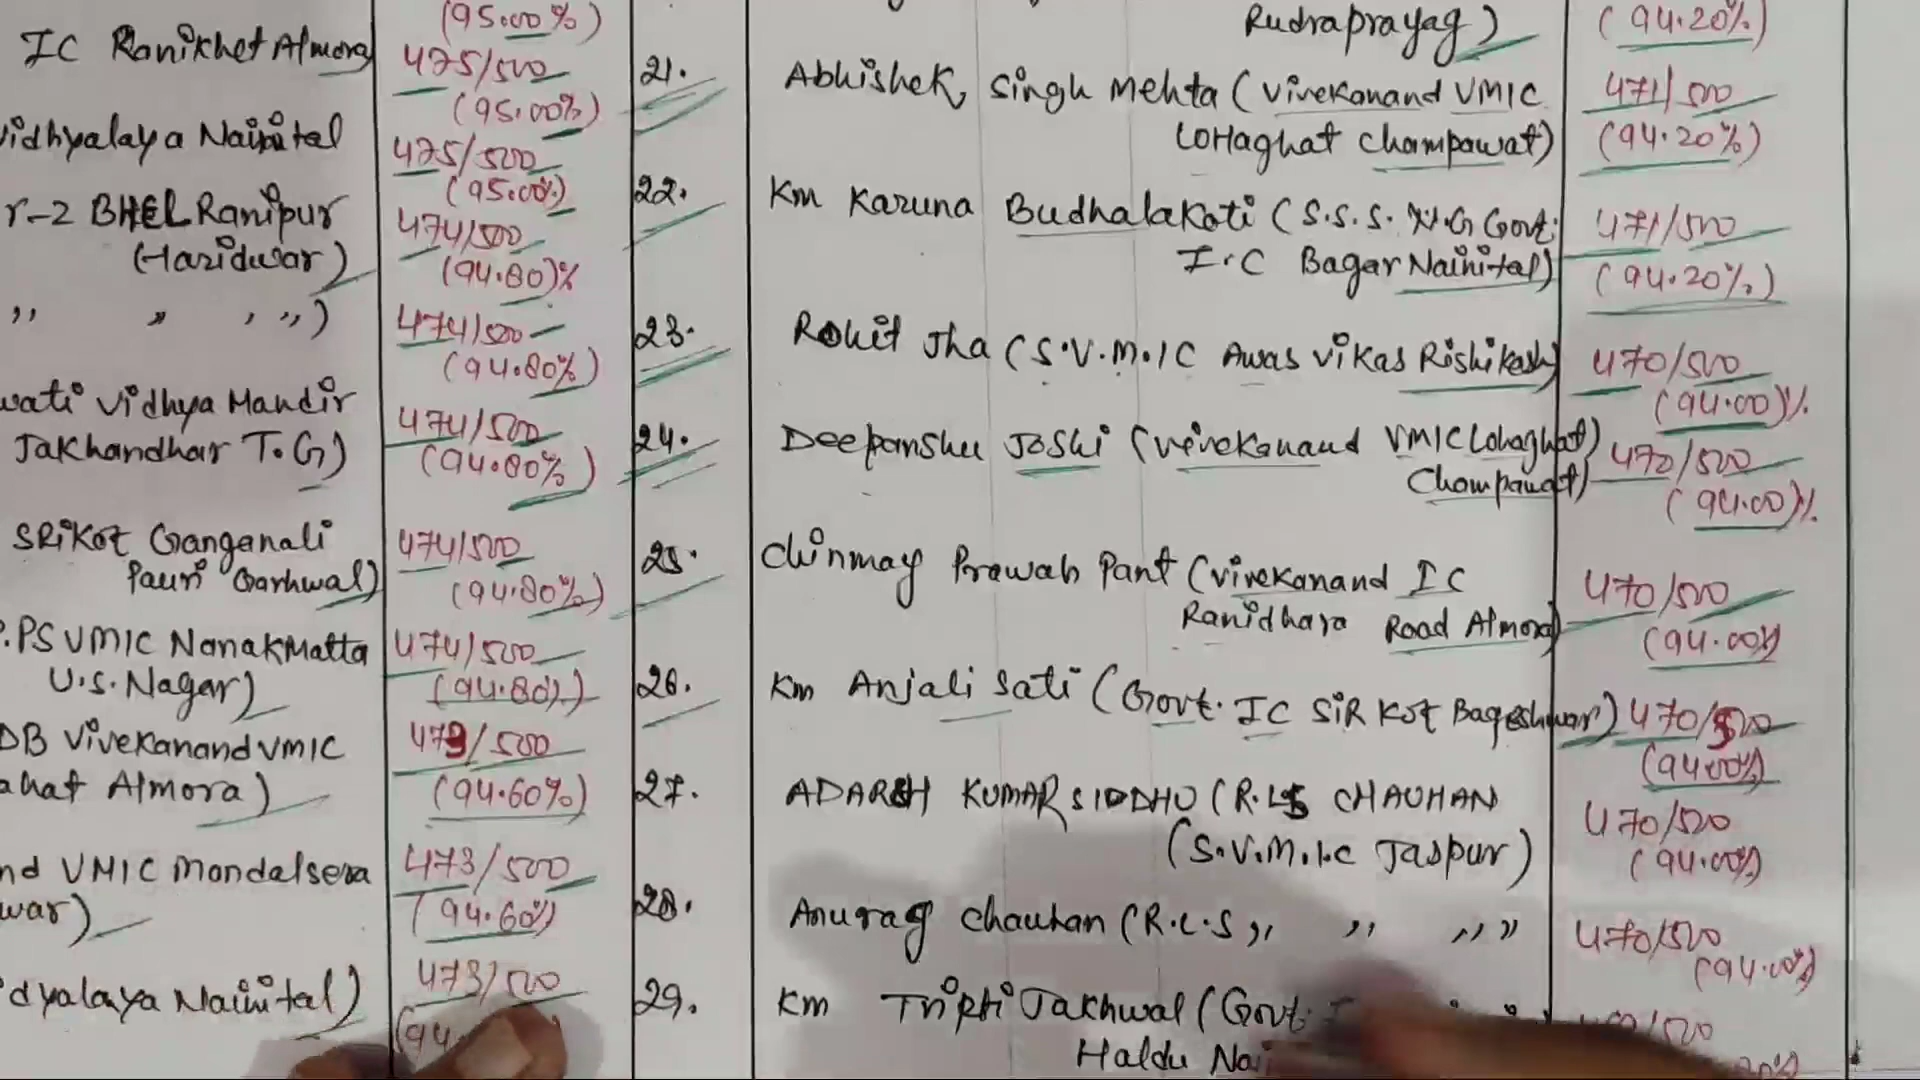 (95.00%)
IC Ranikhet Almora
475/500
(95.00%)
vidhyalaya Nainital
475/500
(95.00%)
r-2 BHEL Ranipur
(Haridwar)
474/500
(94.80)%
,, ,, , ,,)
474/500
(94.80%)
wati Vidhya Mandir
Jakhandhar T.G)
474/500
(94.80%)
SRiKot Ganganali
Pauri Garhwal)
474/500
(94.80%)
.PS VMIC NanakMatta
U.S. Nagar)
474/500
(94.80%)
DB Vivekanand VMIC
ahat Almora)
473/500
(94.60%)
nd VMIC Mandalsera
war)
473/500
(94.60%)
dyalaya Nainital)
473/500
(94.
Rudraprayag)
(94.20%)
21. Abhishek Singh Mehta (Vivekanand VMIC
Lohaghat Champawat)
471/500
(94.20%)
22. Km Karuna Budhalakoti (S.S.S. N.G Govt.
I.C Bagar Nainital)
471/500
(94.20%)
23. Rohit Jha (S.V.M.IC Awas Vikas Rishikesh)
470/500
(94.00)%
24. Deepanshu Joshi (Vivekanand VMIC Lohaghat)
Champawat)
470/500
(94.00)%
25. Chinmay Prawah Pant (Vivekanand IC
Ranidhara Road Almora)
470/500
(94.00%)
26. Km Anjali Sati (Govt. IC SiR Kot Bageshwar)
470/500
(94.00%)
27. ADARSH KUMAR SIDDHU (R.LS CHAUHAN
(S.V.M.I.C Jaspur)
470/500
(94.00%)
28. Anurag Chauhan (R.L.S ,, ,, ,,,,
470/500
(94.00%)
29. Km Tripti Jakhwal (Govt.
Haldu Nai
/500